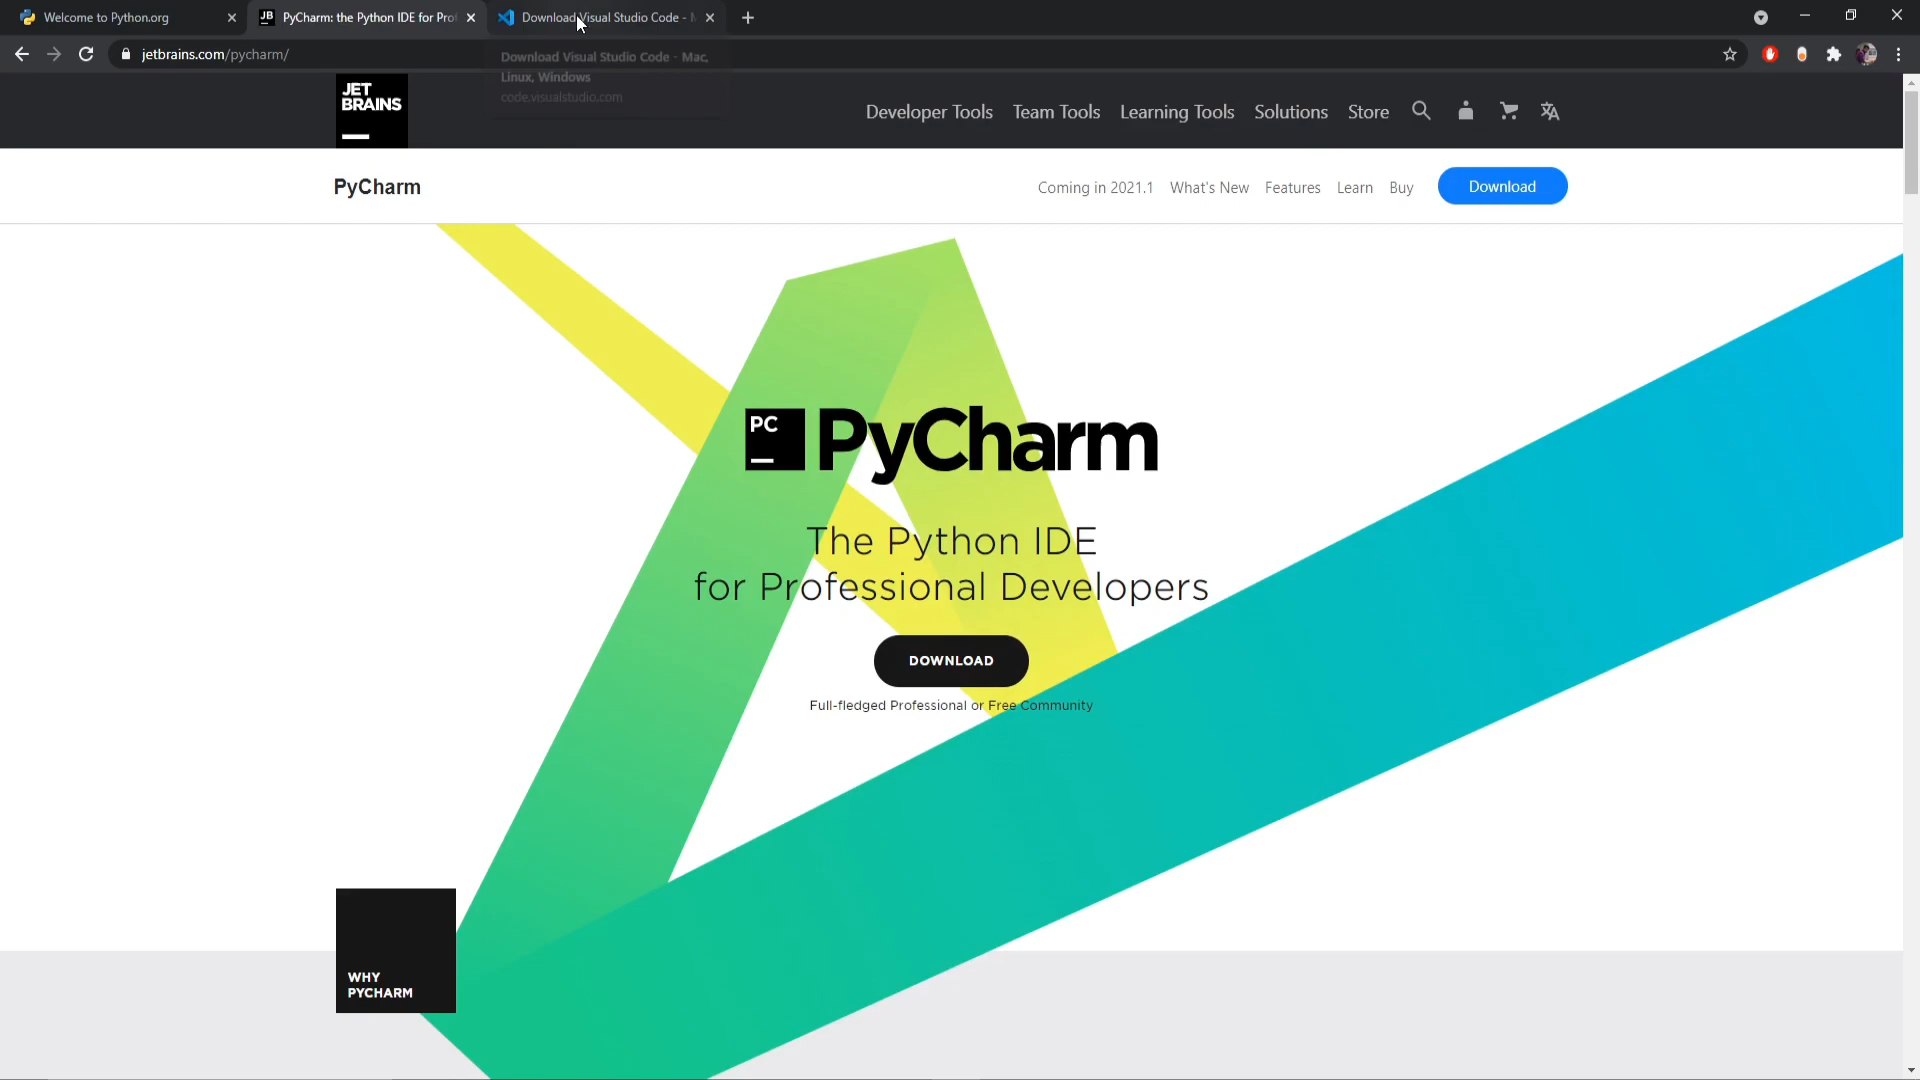 Welcome to Python.org
JB
PyCharm: the Python IDE for Pro
Download Visual Studio Code -
jetbrains.com/pycharm/
Download Visual Studio Code - Mac,
Linux, Windows
code.visualstudio.com
JET
BRAINS
Developer Tools
Team Tools
Learning Tools
Solutions
Store
PyCharm
Coming in 2021.1
What's New
Features
Learn
Buy
Download
PC
PyCharm
The Python IDE
for Professional Developers
DOWNLOAD
Full-fledged Professional or Free Community
WHY
PYCHARM